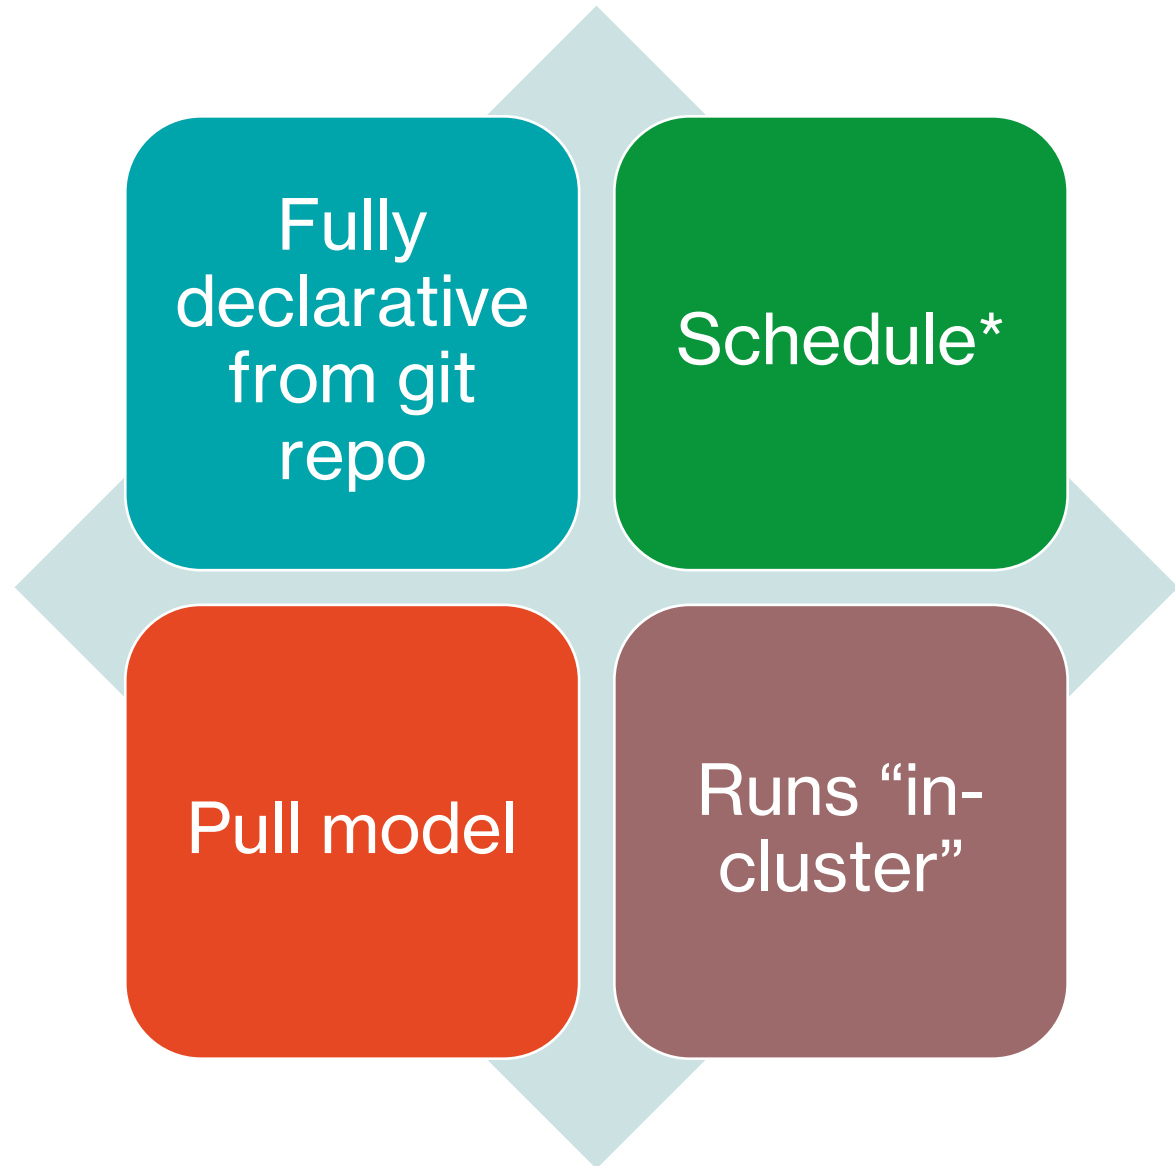 Fully
declarative
from git
repo
Schedule*
Pull model
Runs “in-
cluster”